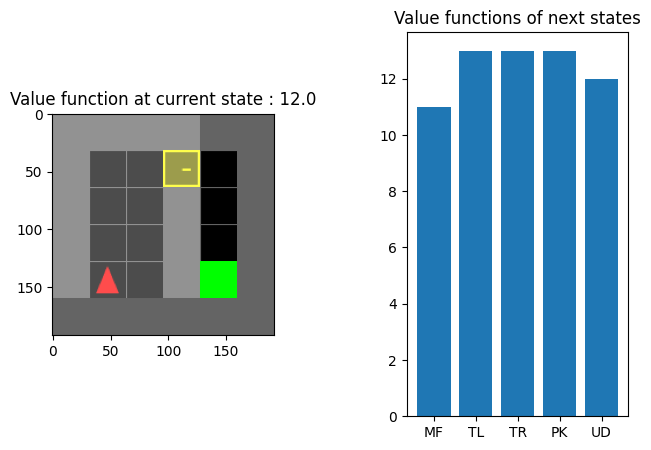 Value functions of next states
Value function at current state : 12.0
0
50
100
150
0
50
100
150
12
10
8
6
4
2
0
MF
TL
TR
PK
UD